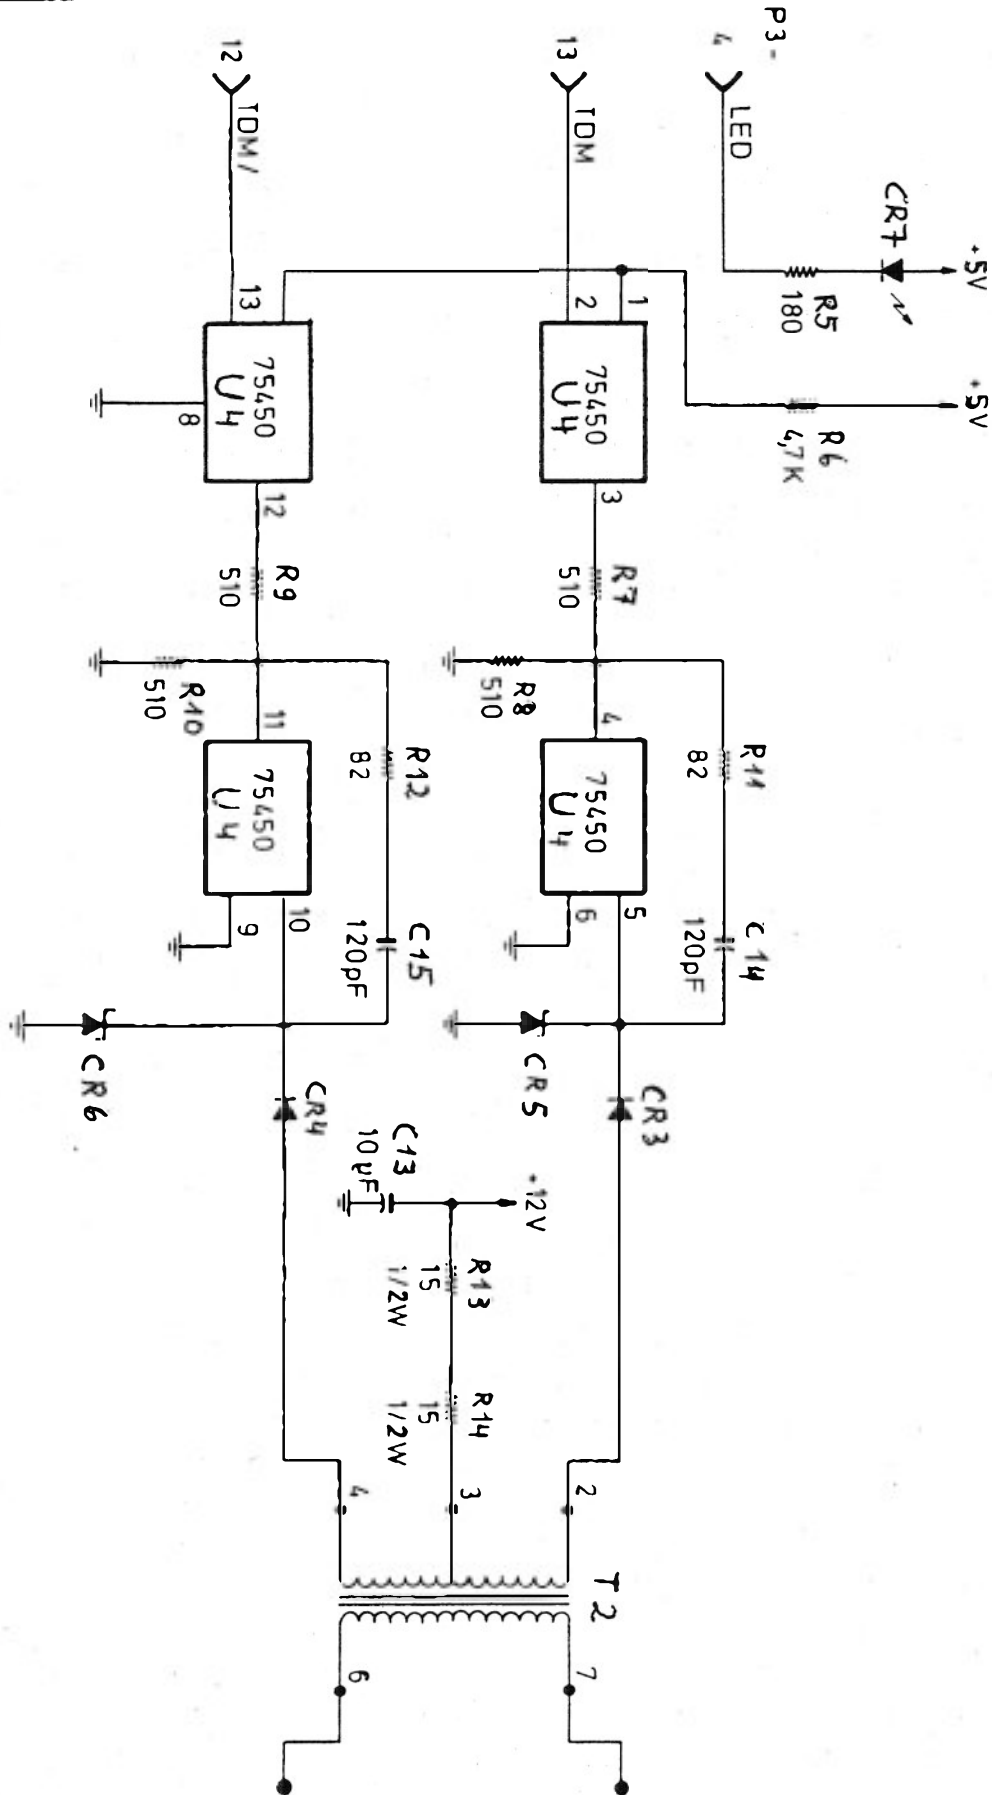 P3-
4
LED
CR7
+5V
R5
180
+5V
R6
4,7K
13
TDM
1
2
75450
U4
3
R7
510
R8
510
4
75450
U4
5
6
R11
82
C14
120pF
CR5
CR3
12
TDM/
13
75450
U4
8
12
R9
510
R10
510
11
75450
U4
10
9
R12
82
C15
120pF
CR6
CR4
C13
10µF
+12V
R13
15
1/2W
R14
15
1/2W
2
3
4
T2
7
6